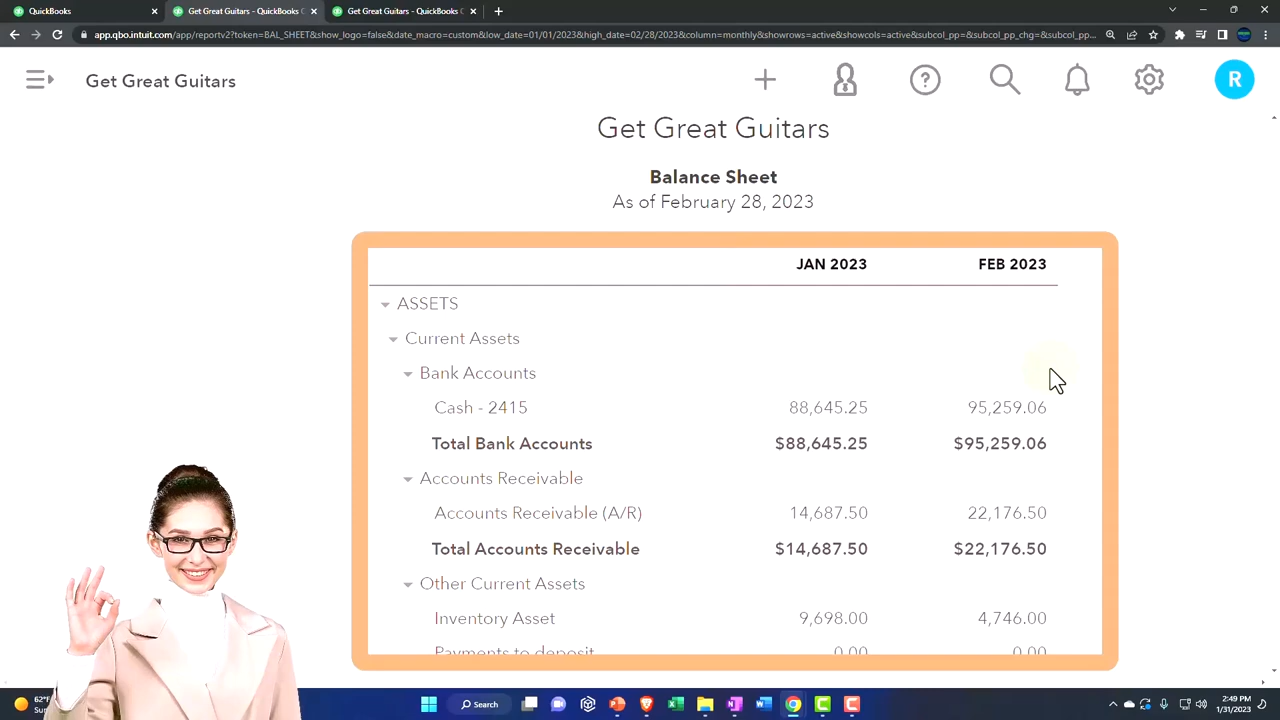 QuickBooks
Get Great Guitars - QuickBooks
Get Great Guitars - QuickBooks
app.qbo.intuit.com/app/reportv2?token=BAL_SHEET&show_logo=false&date_macro=custom&low_date=01/01/2023&high_date=02/28/2023&column=monthly&showrows=active&showcols=active&subcol_pp=&subcol_pp_chg=&subcol_pp...
Get Great Guitars
R
Get Great Guitars
Balance Sheet
As of February 28, 2023
JAN 2023 FEB 2023
ASSETS
Current Assets
Bank Accounts
Cash - 2415 88,645.25 95,259.06
Total Bank Accounts $88,645.25 $95,259.06
Accounts Receivable
Accounts Receivable (A/R) 14,687.50 22,176.50
Total Accounts Receivable $14,687.50 $22,176.50
Other Current Assets
Inventory Asset 9,698.00 4,746.00
Payments to deposit 0.00 0.00
Search
2:49 PM
1/31/2023